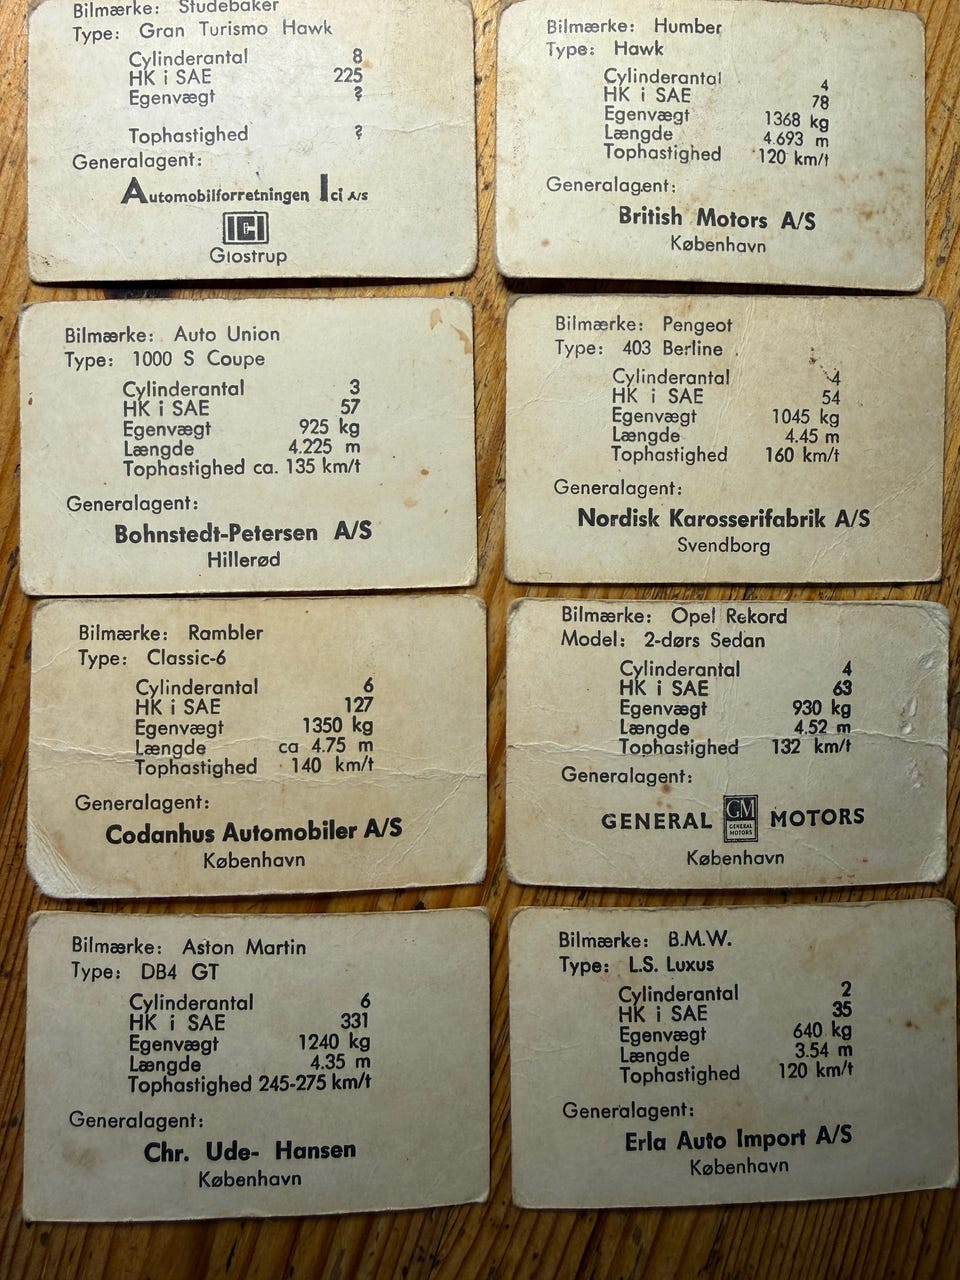 Bilmærke: Studebaker
Type: Gran Turismo Hawk
Cylinderantal 8
HK i SAE 225
Egenvægt ?
Tophastighed ?
Generalagent:
Automobilforretningen Ici A/S
ICI
Glostrup
Bilmærke: Humber
Type: Hawk
Cylinderantal 4
HK i SAE 78
Egenvægt 1368 kg
Længde 4.693 m
Tophastighed 120 km/t
Generalagent:
British Motors A/S
København
Bilmærke: Auto Union
Type: 1000 S Coupe
Cylinderantal 3
HK i SAE 57
Egenvægt 925 kg
Længde 4.225 m
Tophastighed ca. 135 km/t
Generalagent:
Bohnstedt-Petersen A/S
Hillerød
Bilmærke: Pengeot
Type: 403 Berline .
Cylinderantal 4
HK i SAE 54
Egenvægt 1045 kg
Længde 4.45 m
Tophastighed 160 km/t
Generalagent:
Nordisk Karosserifabrik A/S
Svendborg
Bilmærke: Rambler
Type: Classic-6
Cylinderantal 6
HK i SAE 127
Egenvægt 1350 kg
Længde ca 4.75 m
Tophastighed 140 km/t
Generalagent:
Codanhus Automobiler A/S
København
Bilmærke: Opel Rekord
Model: 2-dørs Sedan
Cylinderantal 4
HK i SAE 63
Egenvægt 930 kg
Længde 4.52 m
Tophastighed 132 km/t
Generalagent:
GENERAL GM GENERAL MOTORS MOTORS
København
Bilmærke: Aston Martin
Type: DB4 GT
Cylinderantal 6
HK i SAE 331
Egenvægt 1240 kg
Længde 4.35 m
Tophastighed 245-275 km/t
Generalagent:
Chr. Ude- Hansen
København
Bilmærke: B.M.W.
Type: L.S. Luxus
Cylinderantal 2
HK i SAE 35
Egenvægt 640 kg
Længde 3.54 m
Tophastighed 120 km/t
Generalagent:
Erla Auto Import A/S
København